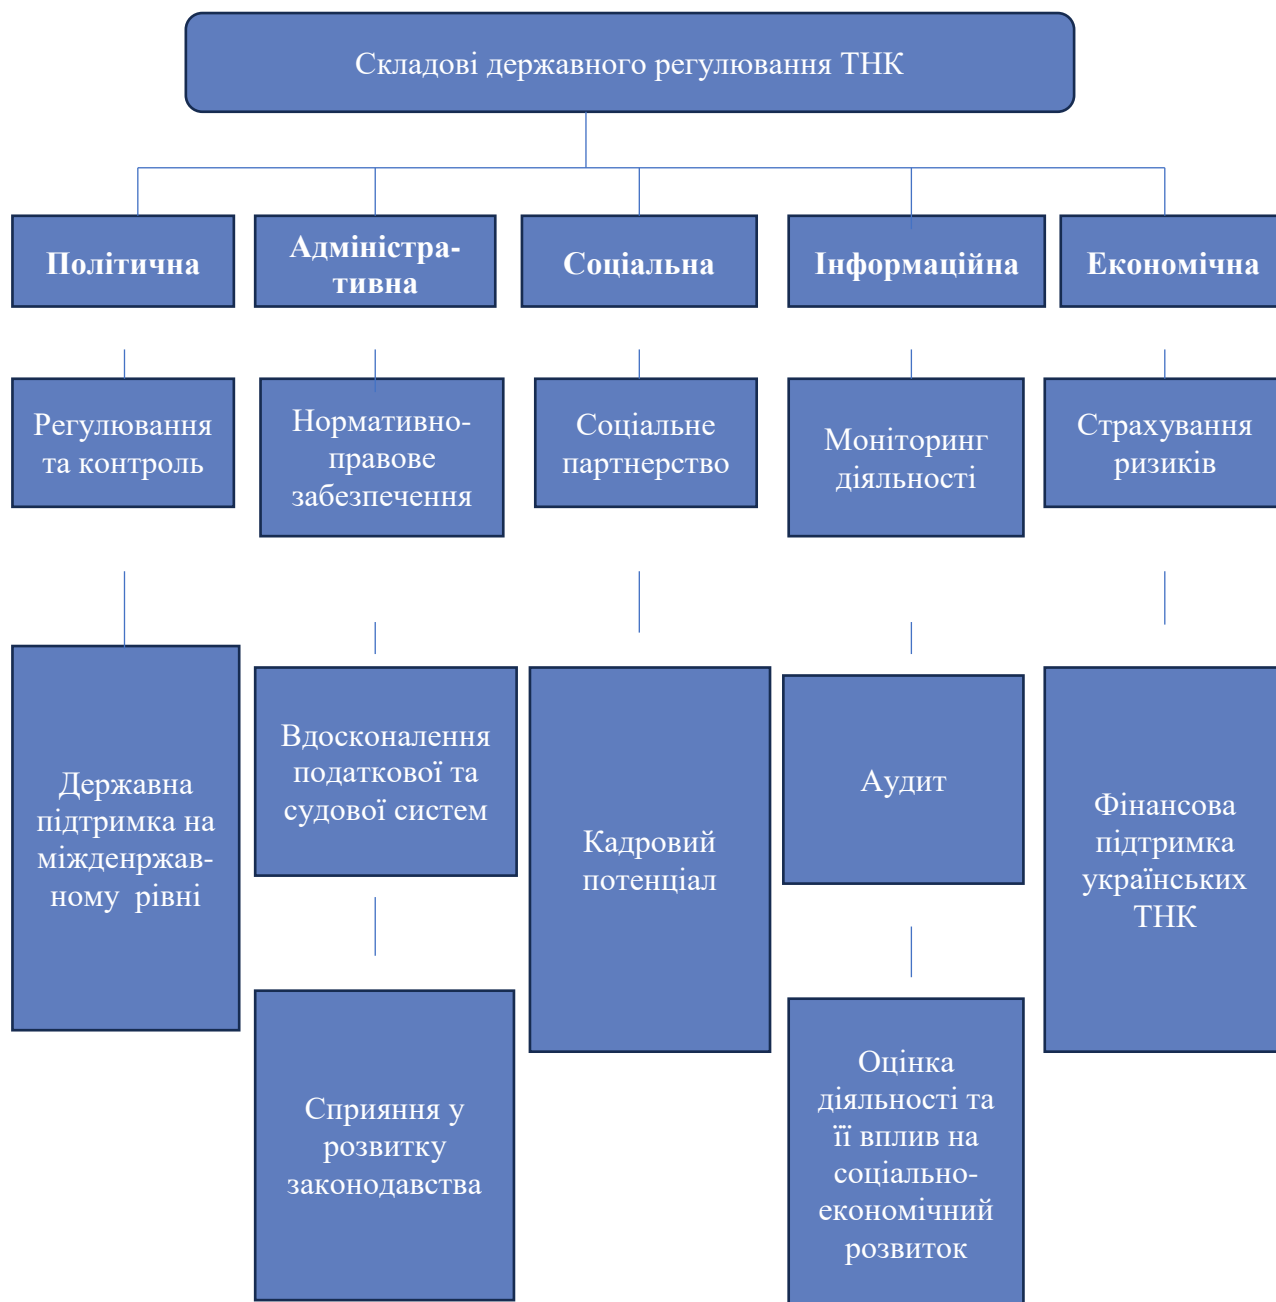 Складові державного регулювання ТНК
Політична
Адміністра-
тивна
Соціальна
Інформаційна
Економічна
Регулювання
та контроль
Нормативно-
правове
забезпечення
Соціальне
партнерство
Моніторинг
діяльності
Страхування
ризиків
Державна
підтримка на
міжденржав-
ному рівні
Вдосконалення
податкової та
судової систем
Кадровий
потенціал
Аудит
Фінансова
підтримка
українських
ТНК
Сприяння у
розвитку
законодавства
Оцінка
діяльності та
її вплив на
соціально-
економічний
розвиток